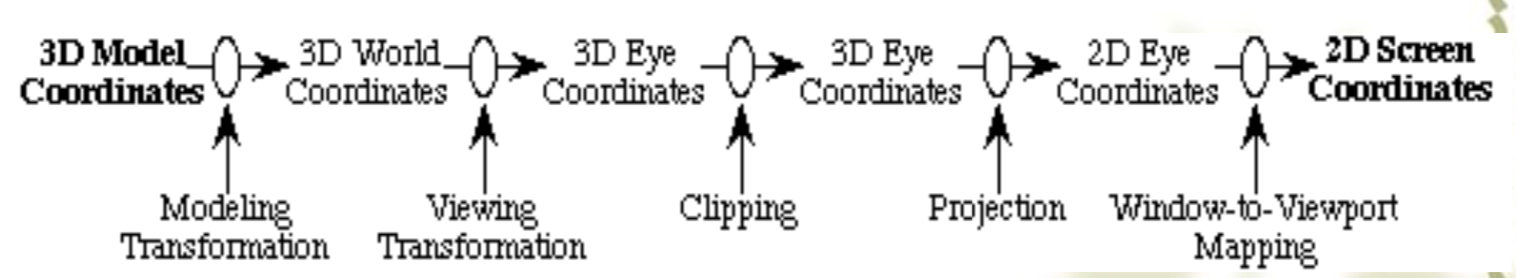 3D Model 3D World 3D Eye 3D Eye 2D Eye 2D Screen
Coordinates Coordinates Coordinates Coordinates Coordinates Coordinates
Modeling Viewing Clipping Projection Window-to-Viewport
Transformation Transformation Mapping